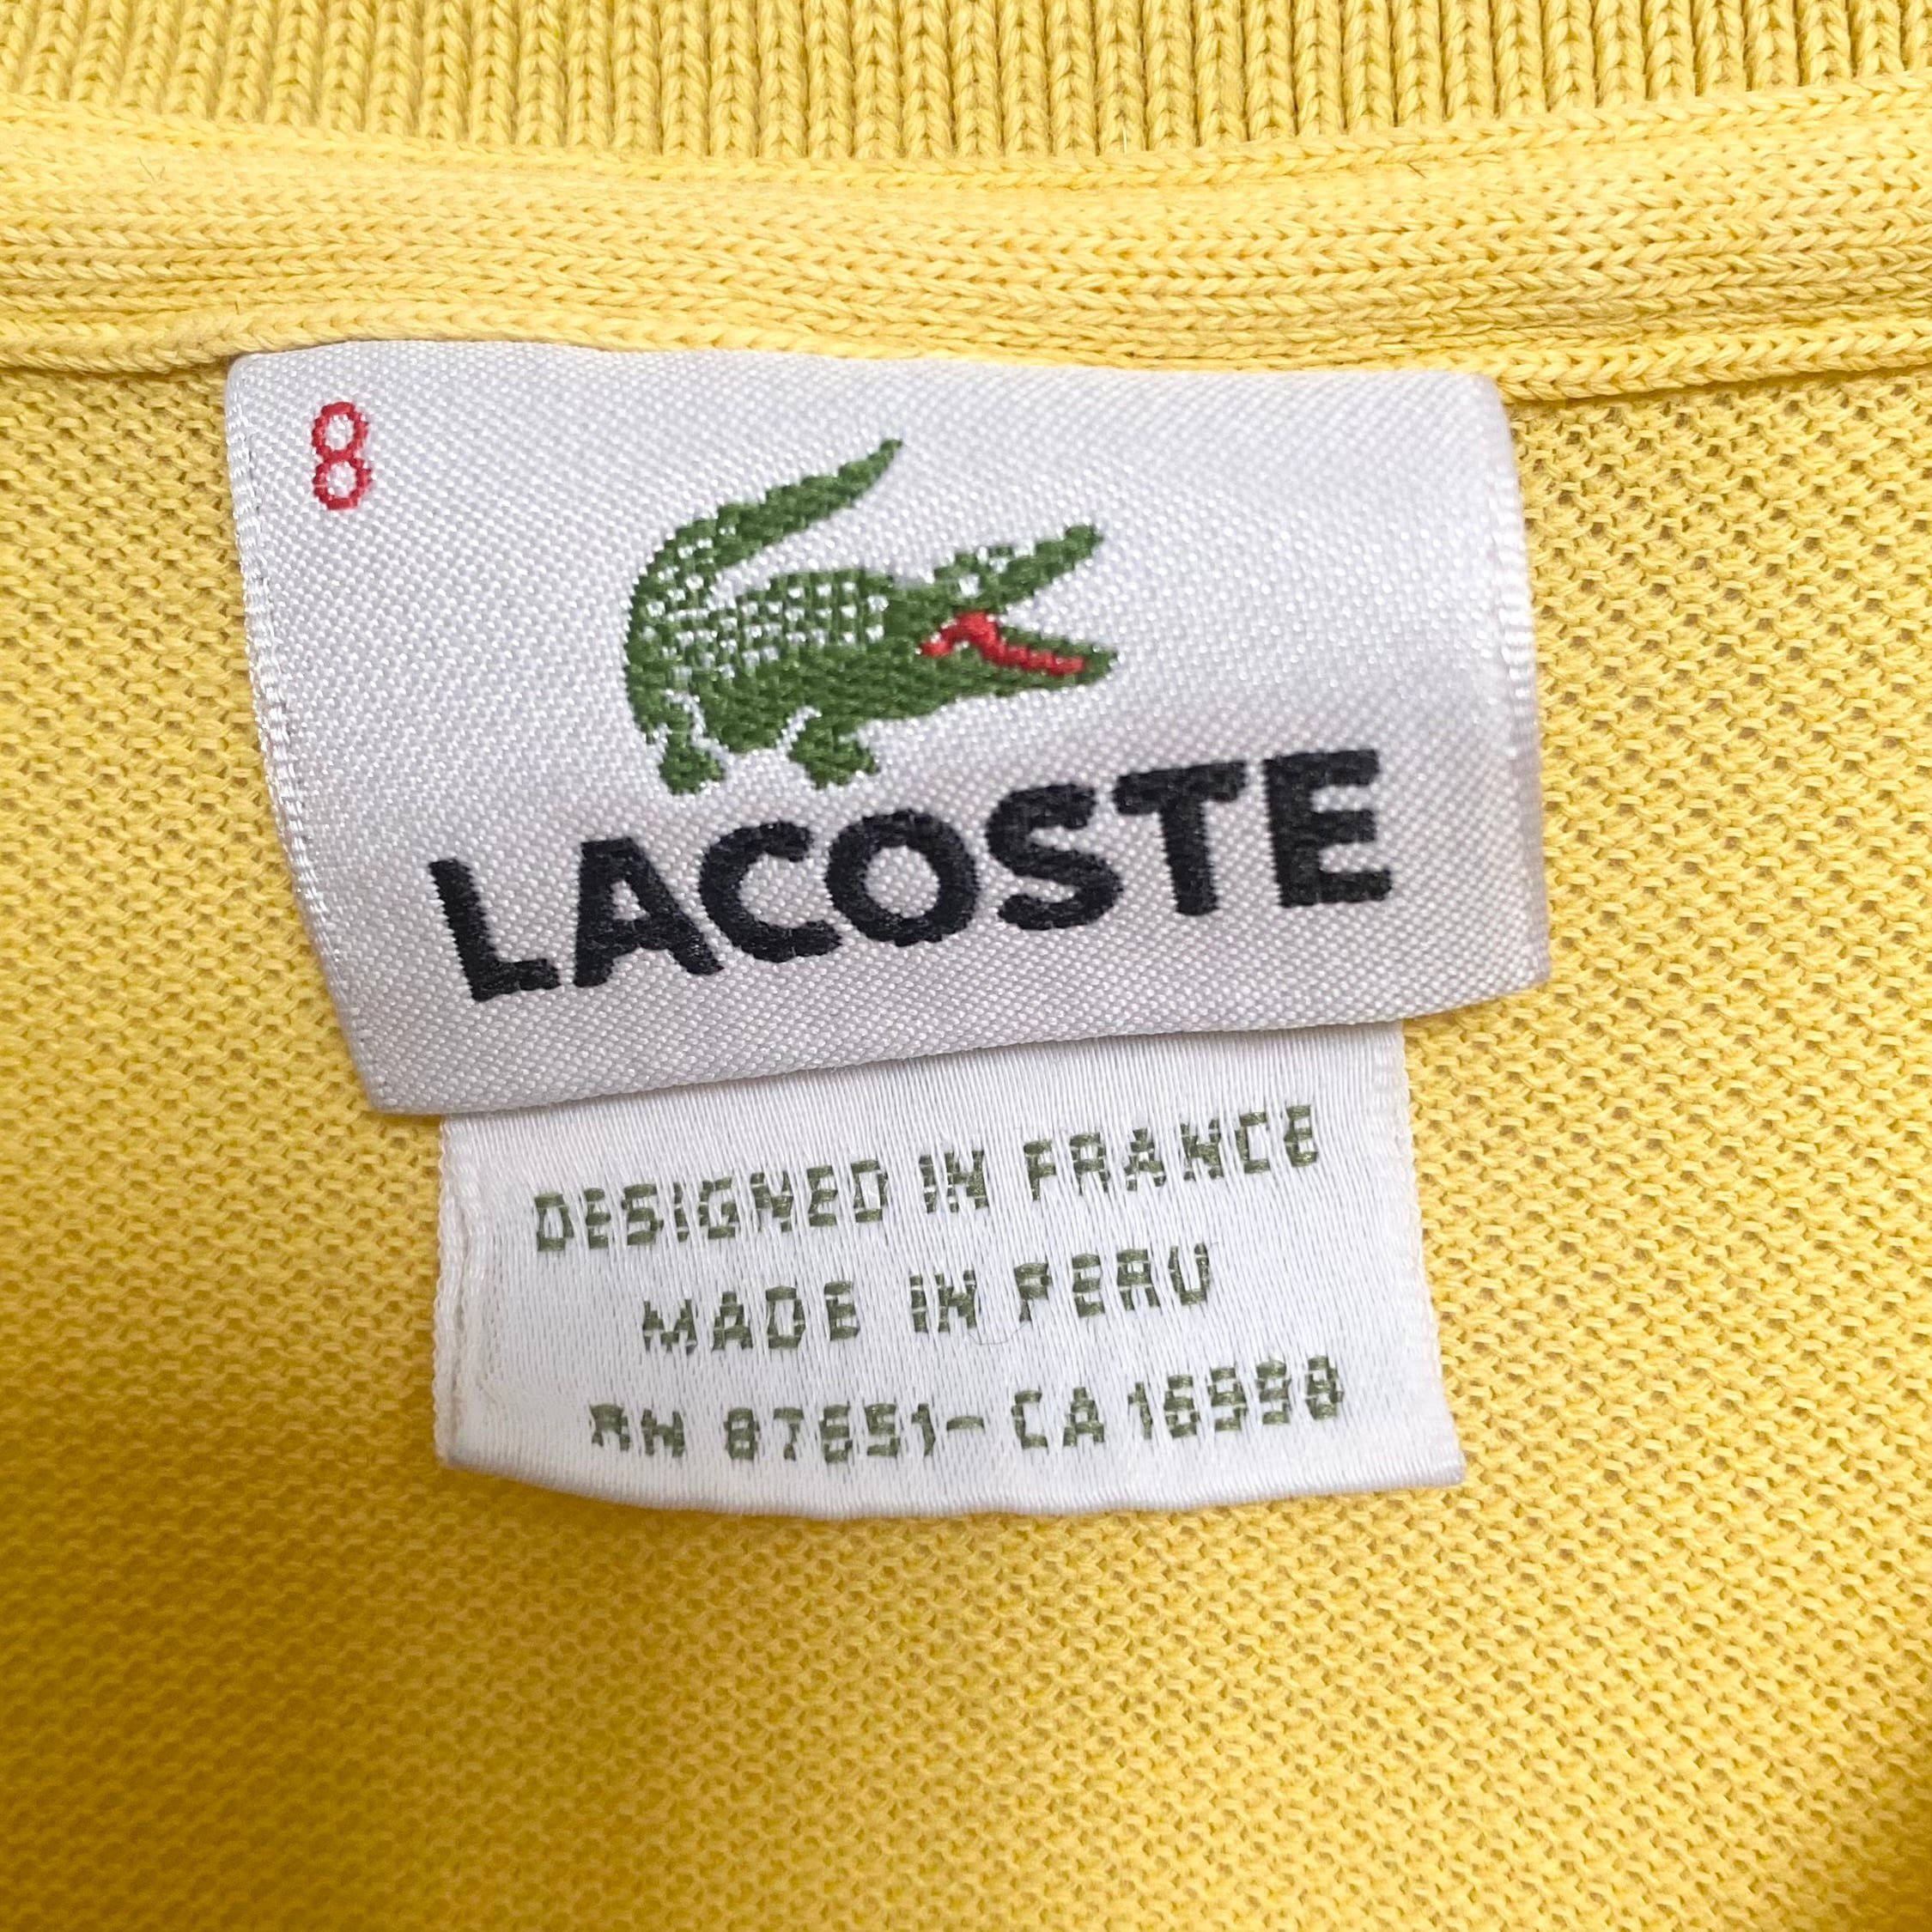 8
LACOSTE
DESIGNED IN FRANCE
MADE IN PERU
RN 87651- CA 16998